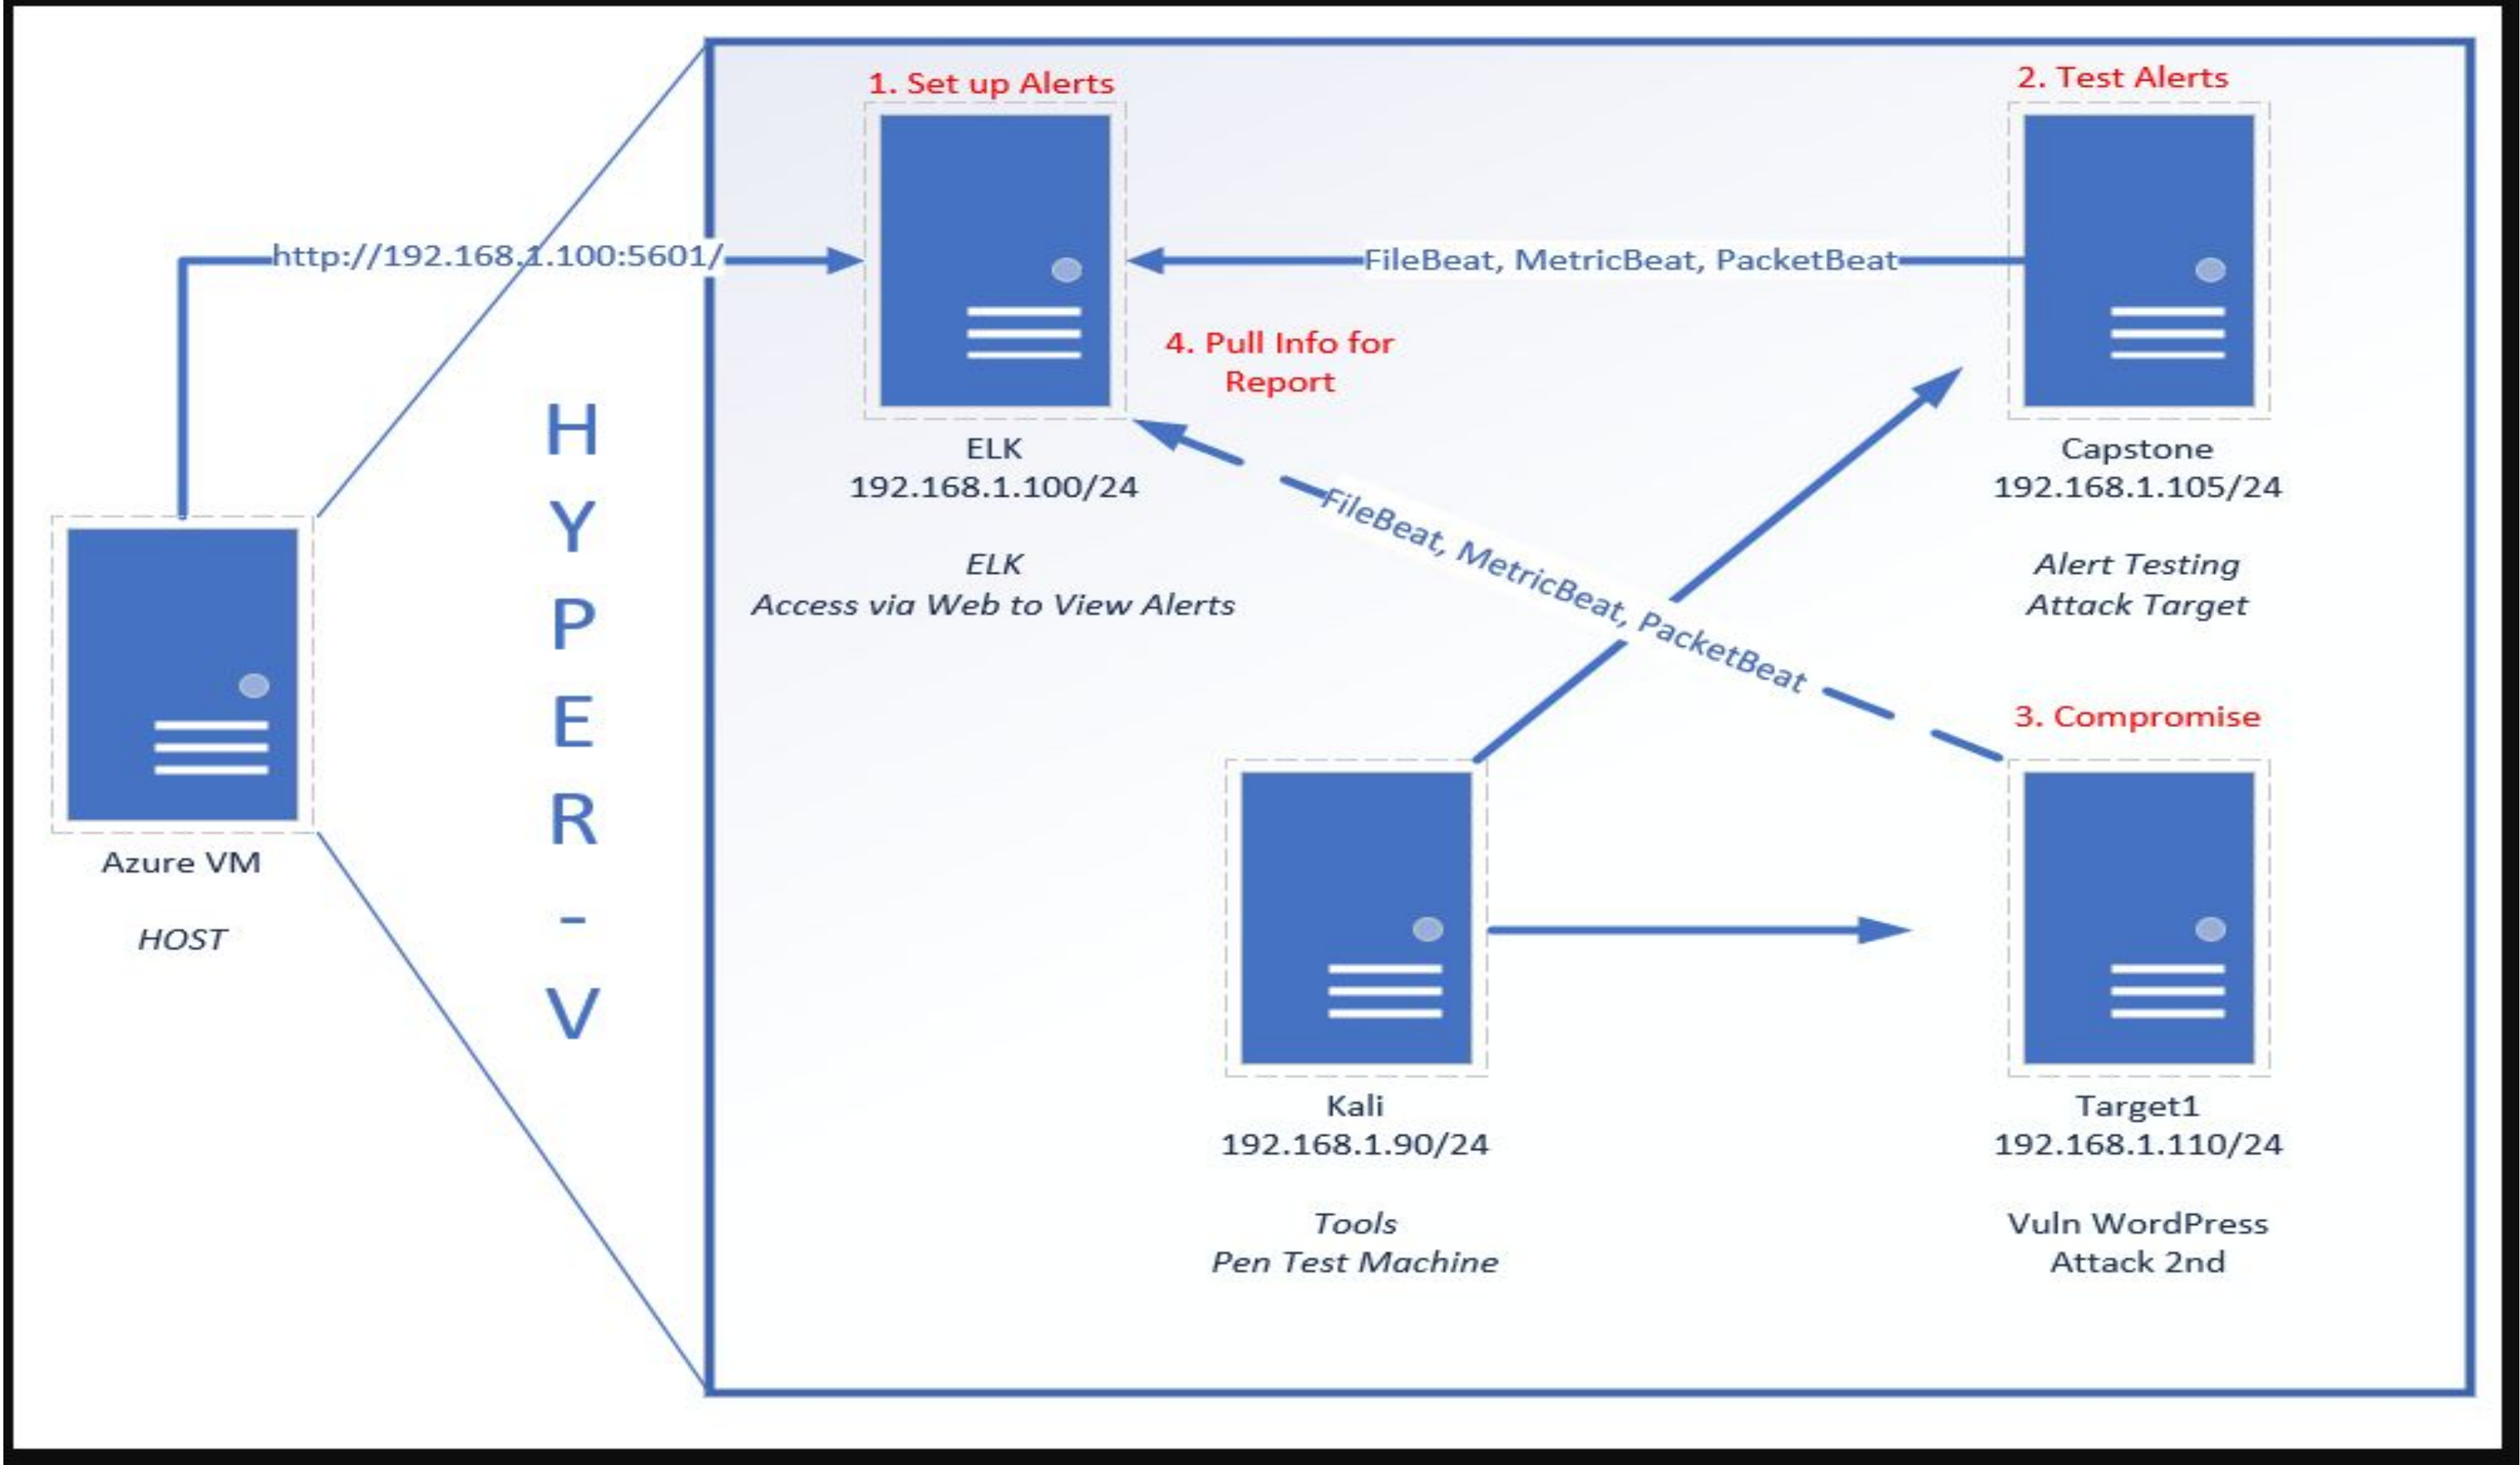 1. Set up Alerts
2. Test Alerts
http://192.168.1.100:5601/
FileBeat, MetricBeat, PacketBeat
4. Pull Info for
Report
HYPER-V
ELK
192.168.1.100/24
ELK
Access via Web to View Alerts
Capstone
192.168.1.105/24
Alert Testing
Attack Target
FileBeat, MetricBeat, PacketBeat
3. Compromise
Azure VM
HOST
Kali
192.168.1.90/24
Tools
Pen Test Machine
Target1
192.168.1.110/24
Vuln WordPress
Attack 2nd